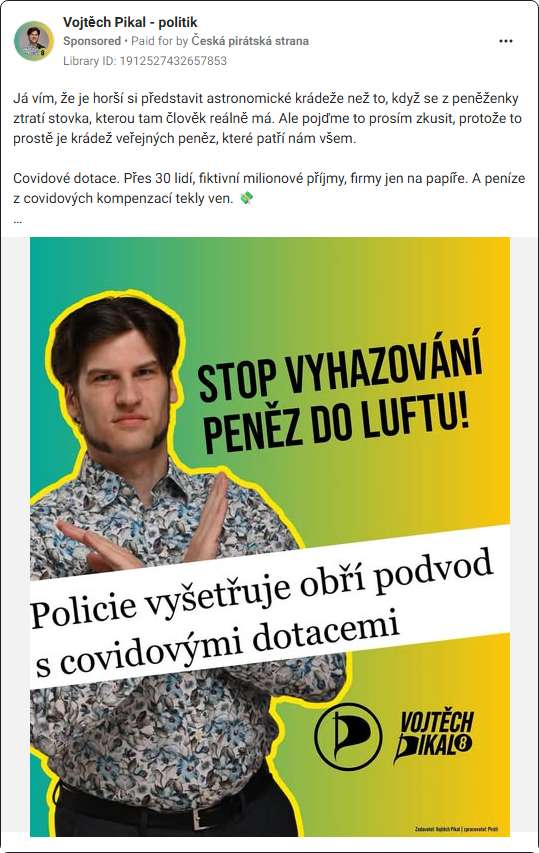 Vojtěch Pikal - politik
Sponsored • Paid for by Česká pirátská strana
Library ID: 1912527432657853
Já vím, že je horší si představit astronomické krádeže než to, když se z peněženky
ztratí stovka, kterou tam člověk reálně má. Ale pojďme to prosím zkusit, protože to
prostě je krádež veřejných peněz, které patří nám všem.
Covidové dotace. Přes 30 lidí, fiktivní milionové příjmy, firmy jen na papíře. A peníze
z covidových kompenzací tekly ven. 💸
...
STOP VYHAZOVÁNÍ
PENĚZ DO LUFTU!
Policie vyšetřuje obří podvod
s covidovými dotacemi
VOJTĚCH
PIKAL 8
Zadavatel: Vojtěch Pikal | zpracovatel: Piráti